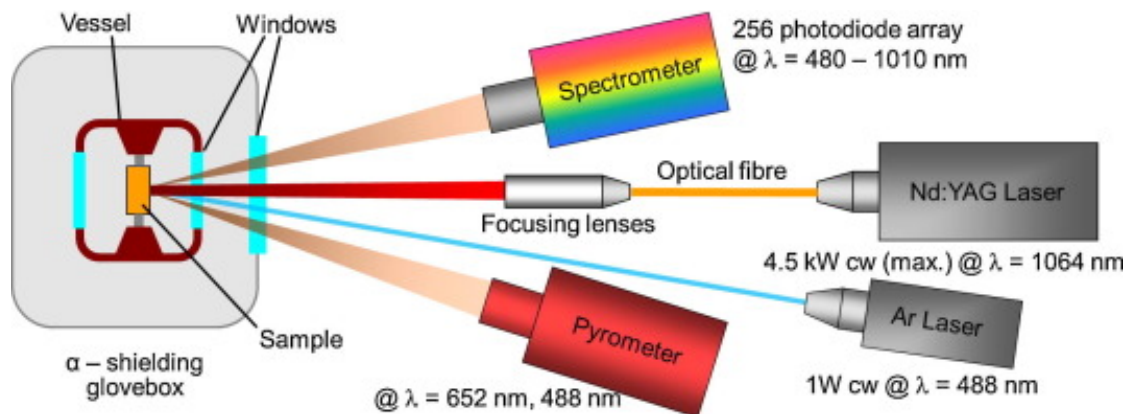 Vessel
Windows
256 photodiode array
@ λ = 480 – 1010 nm
Spectrometer
Optical fibre
Nd:YAG Laser
Focusing lenses
4.5 kW cw (max.) @ λ = 1064 nm
Sample
Pyrometer
Ar Laser
α – shielding
glovebox
@ λ = 652 nm, 488 nm
1W cw @ λ = 488 nm